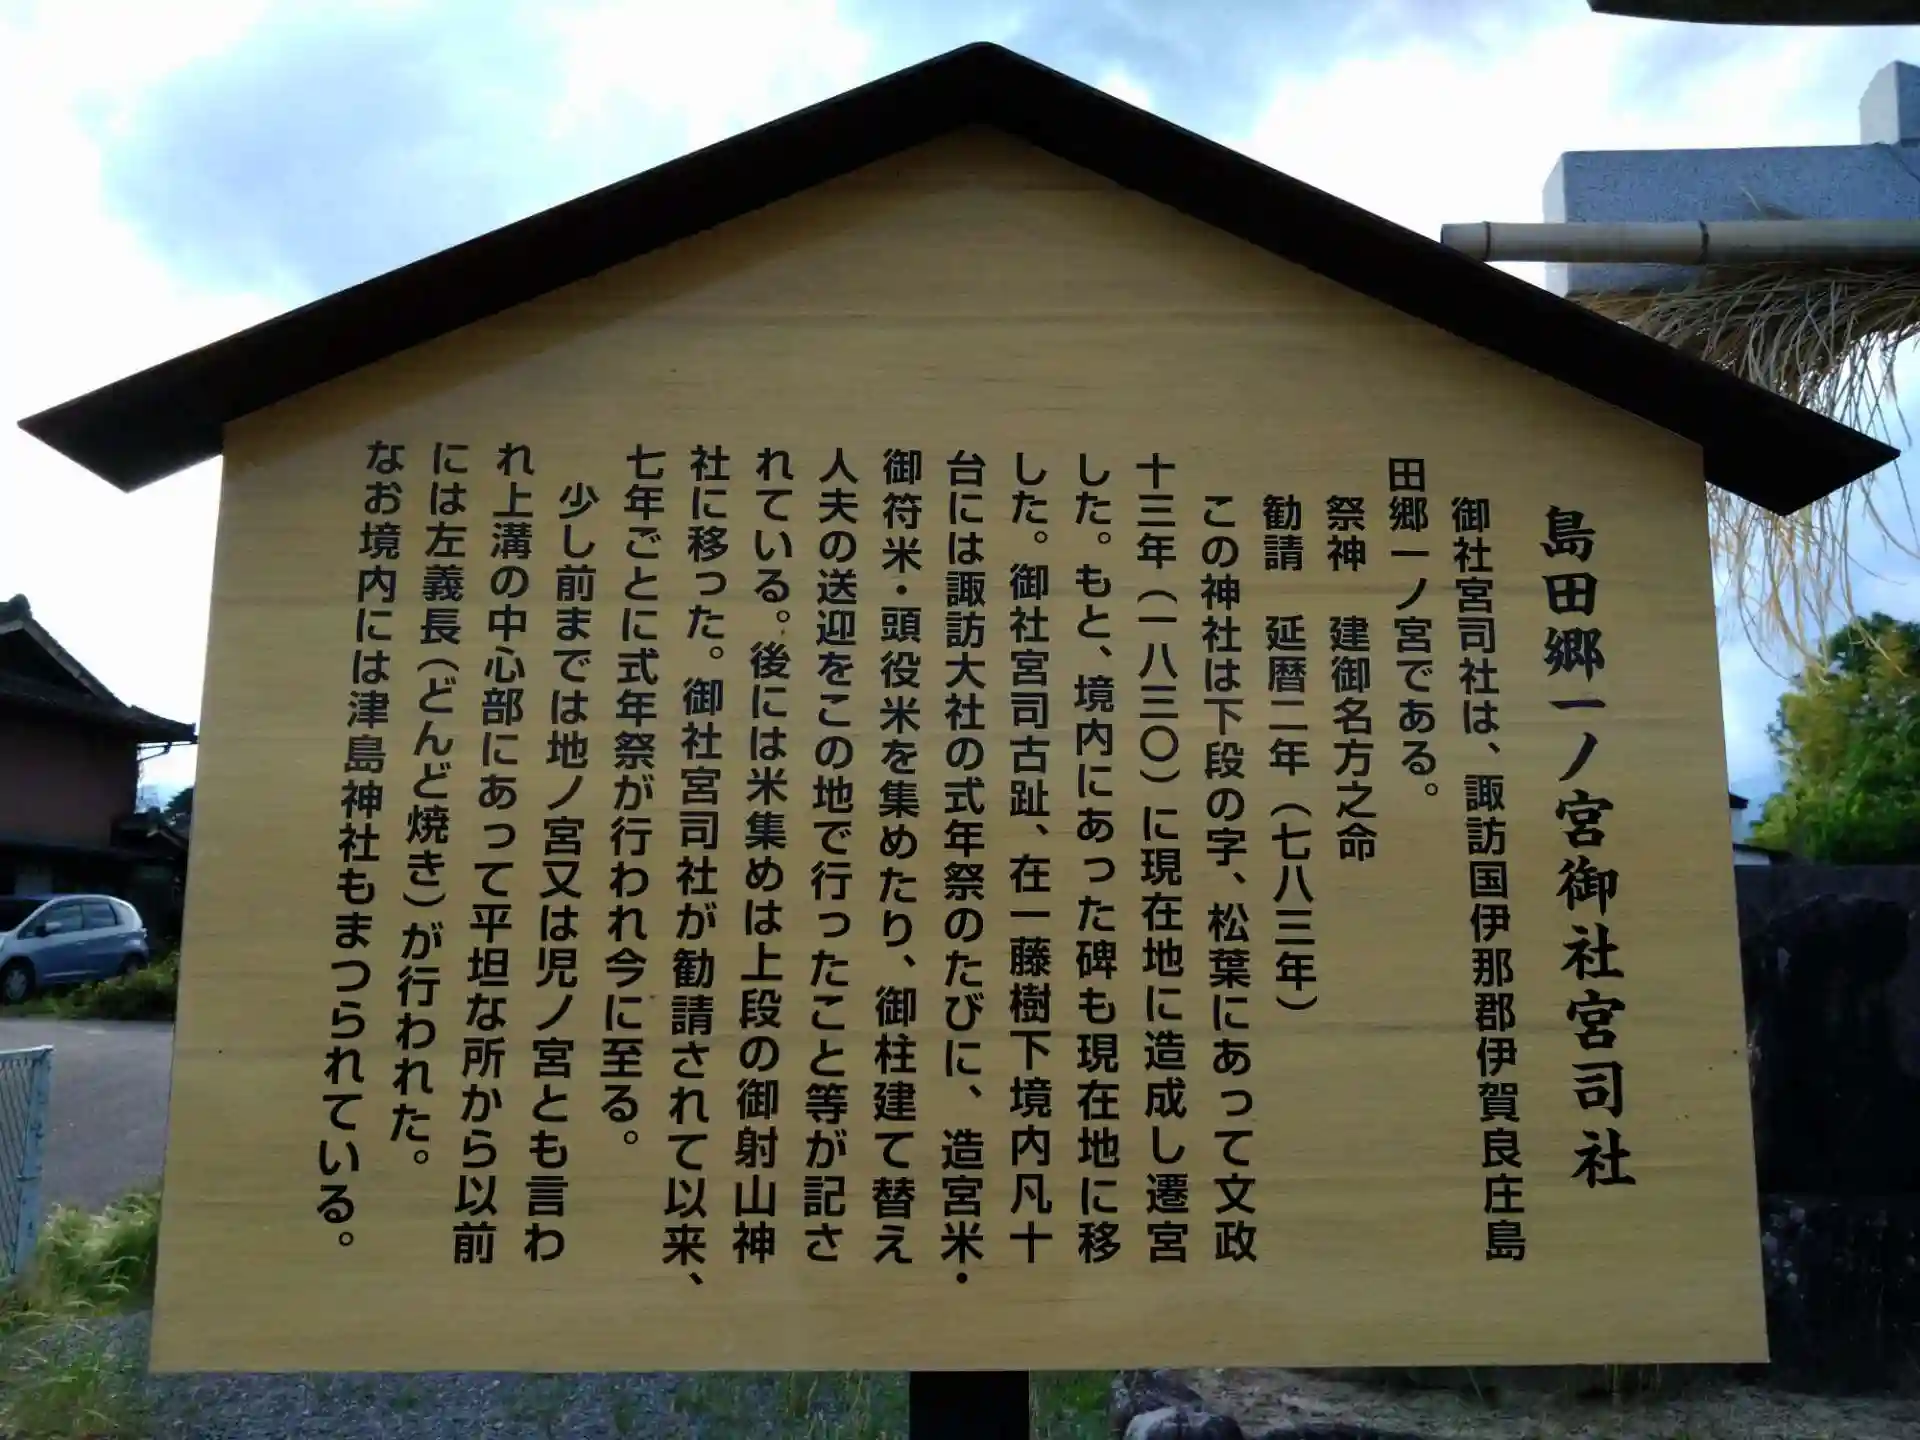 島田郷一ノ宮御社宮司社
御社宮司社は、諏訪国伊那郡伊賀良庄島
田郷一ノ宮である。
祭神　建御名方之命
勧請　延暦二年（七八三年）
この神社は下段の字、松葉にあって文政
十三年（一八三〇）に現在地に造成し遷宮
した。もと、境内にあった碑も現在地に移
した。御社宮司古趾、在一藤樹下境内凡十
台には諏訪大社の式年祭のたびに、造宮米・
御符米・頭役米を集めたり、御柱建て替え
人夫の送迎をこの地で行ったこと等が記さ
れている。後には米集めは上段の御射山神
社に移った。御社宮司社が勧請されて以来、
七年ごとに式年祭が行われ今に至る。
少し前までは地ノ宮又は児ノ宮とも言わ
れ上溝の中心部にあって平坦な所から以前
には左義長（どんど焼き）が行われた。
なお境内には津島神社もまつられている。